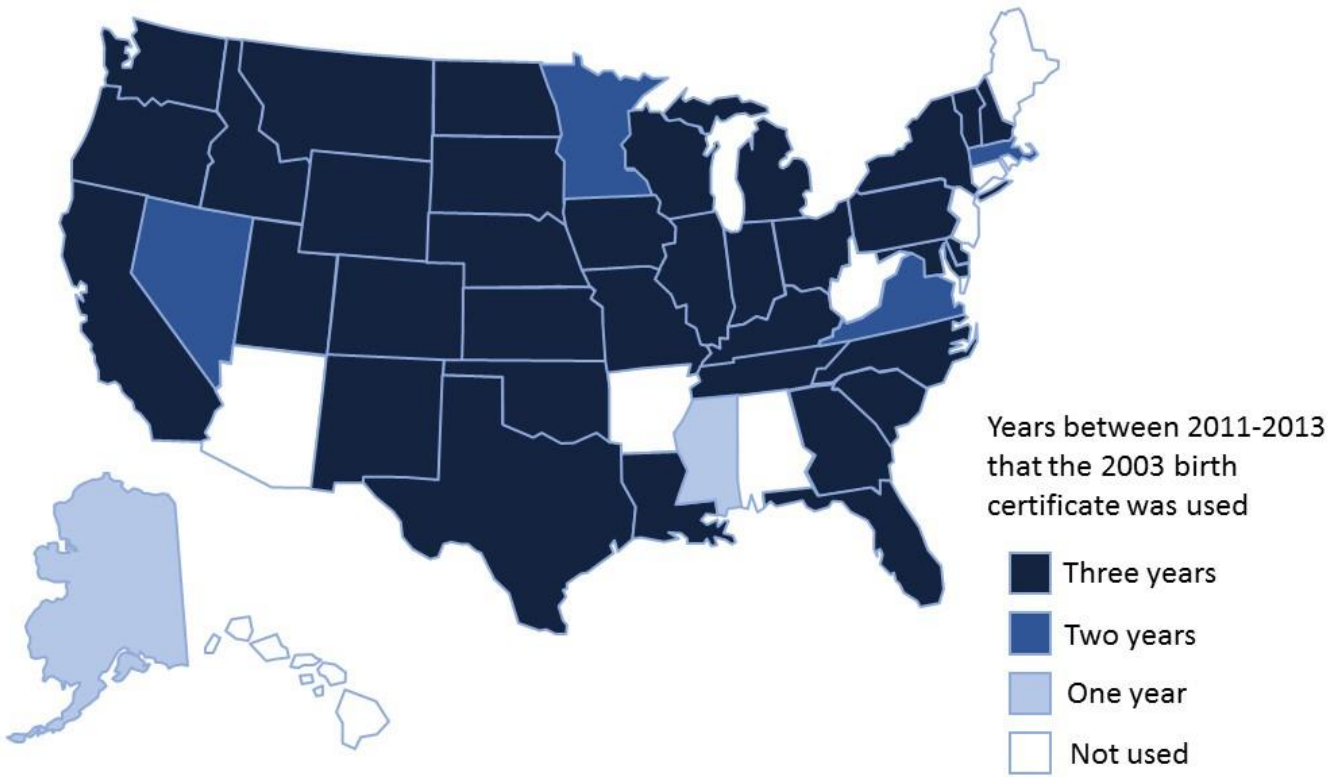 Years between 2011-2013
that the 2003 birth
certificate was used
Three years
Two years
One year
Not used